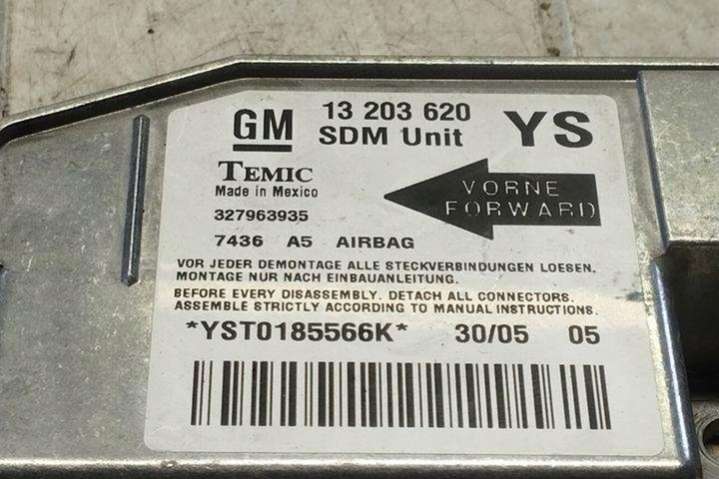 GM 13 203 620 YS
SDM Unit
TEMIC
Made in Mexico
VORNE
FORWARD
327963935
7436 A5 AIRBAG
VOR JEDER DEMONTAGE ALLE STECKVERBINDUNGEN LOESEN.
MONTAGE NUR NACH EINBAUANLEITUNG.
BEFORE EVERY DISASSEMBLY. DETACH ALL CONNECTORS.
ASSEMBLE STRICTLY ACCORDING TO MANUAL INSTRUCTIONS.
*YST0185566K* 30/05 05